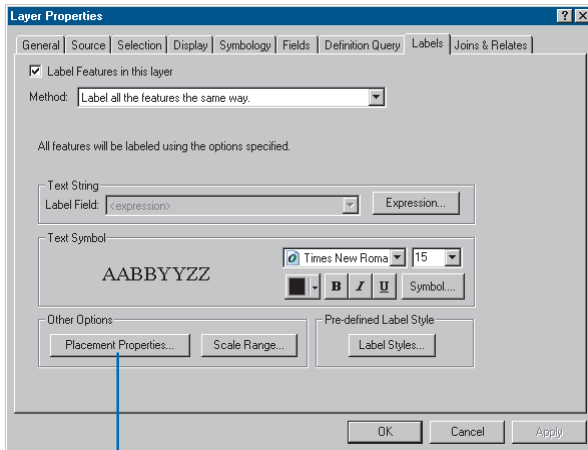 Layer Properties
General Source Selection Display Symbology Fields Definition Query Labels Joins & Relates
Label Features in this layer
Method: Label all the features the same way.
All features will be labeled using the options specified.
Text String
Label Field: <expression> Expression...
Text Symbol
AABBYYZZ
Times New Roma 15
B I U Symbol....
Other Options Pre-defined Label Style
Placement Properties... Scale Range... Label Styles...
OK Cancel Apply